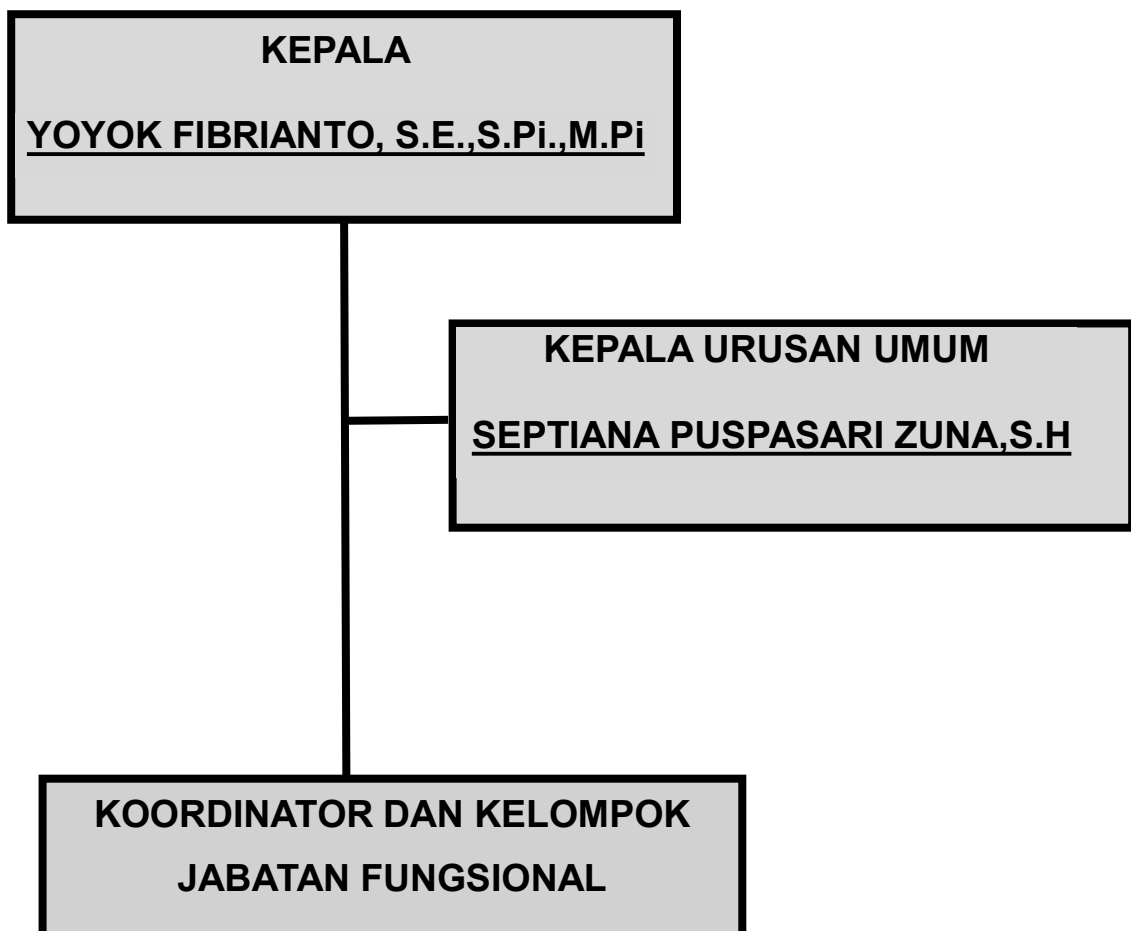 KEPALA
YOYOK FIBRIANTO, S.E.,S.Pi.,M.Pi
KEPALA URUSAN UMUM
SEPTIANA PUSPASARI ZUNA,S.H
KOORDINATOR DAN KELOMPOK
JABATAN FUNGSIONAL